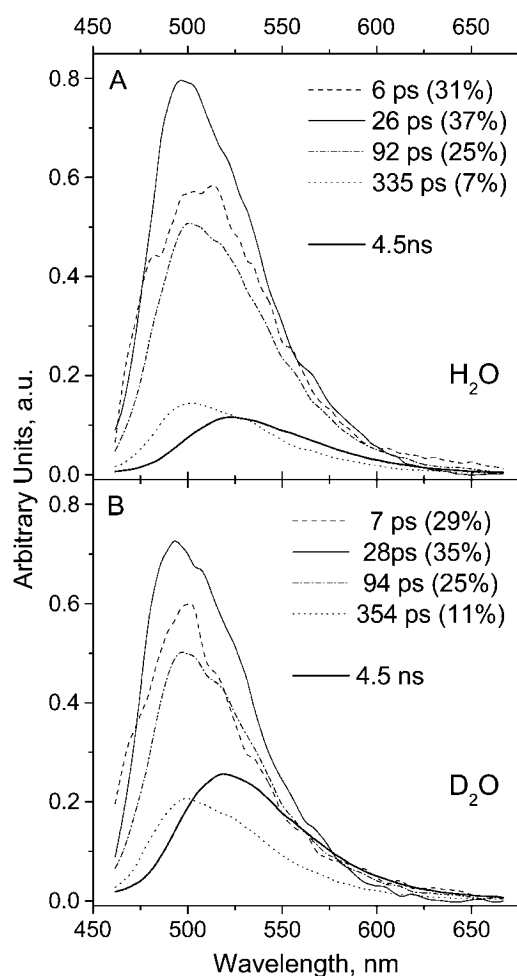 450 500 550 600 650
A
0.8
0.6
0.4
0.2
0.0
6 ps (31%)
26 ps (37%)
92 ps (25%)
335 ps (7%)
4.5ns
H₂O
Arbitrary Units, a.u.
B
0.8
0.6
0.4
0.2
0.0
7 ps (29%)
28ps (35%)
94 ps (25%)
354 ps (11%)
4.5 ns
D₂O
450 500 550 600 650
Wavelength, nm